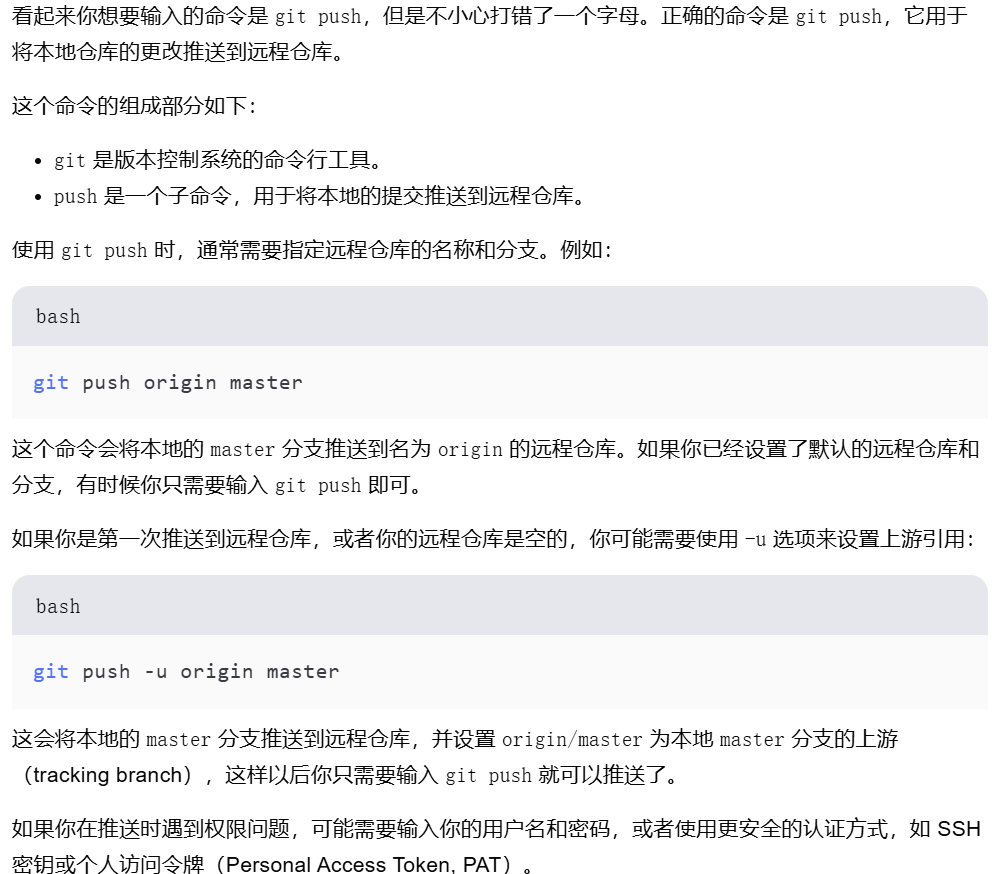 看起来你想要输入的命令是 git push，但是不小心打错了一个字母。正确的命令是 git push，它用于
将本地仓库的更改推送到远程仓库。
这个命令的组成部分如下：
• git 是版本控制系统的命令行工具。
• push 是一个子命令，用于将本地的提交推送到远程仓库。
使用 git push 时，通常需要指定远程仓库的名称和分支。例如：
bash
git push origin master
这个命令会将本地的 master 分支推送到名为 origin 的远程仓库。如果你已经设置了默认的远程仓库和
分支，有时候你只需要输入 git push 即可。
如果你是第一次推送到远程仓库，或者你的远程仓库是空的，你可能需要使用 -u 选项来设置上游引用：
bash
git push -u origin master
这会将本地的 master 分支推送到远程仓库，并设置 origin/master 为本地 master 分支的上游
（tracking branch），这样以后你只需要输入 git push 就可以推送了。
如果你在推送时遇到权限问题，可能需要输入你的用户名和密码，或者使用更安全的认证方式，如 SSH
密钥或个人访问令牌（Personal Access Token, PAT）。